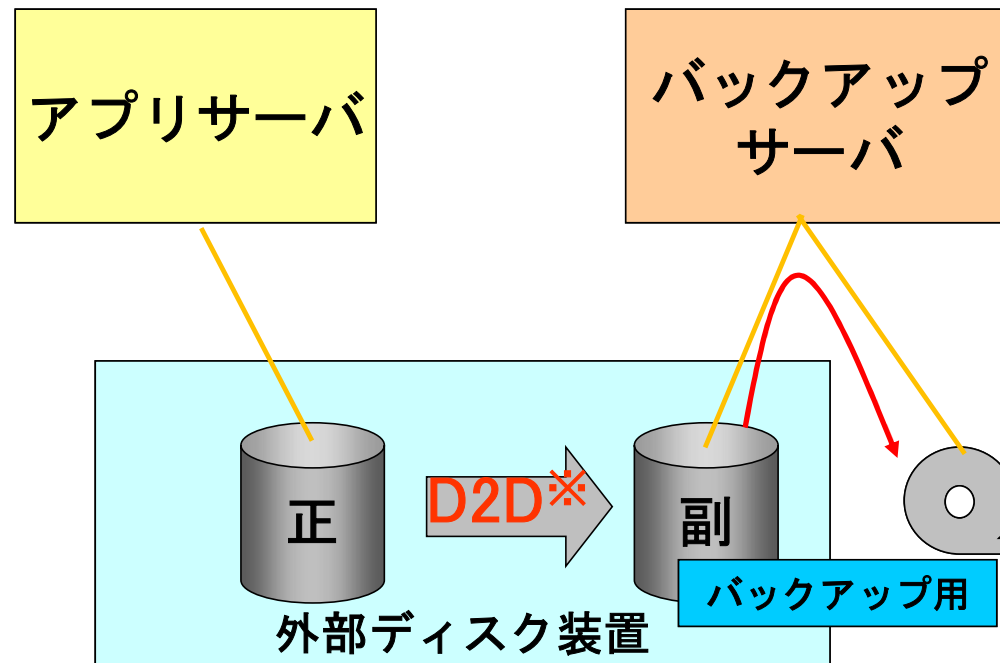 アプリサーバ
バックアップ
サーバ
正
D2D※
副
バックアップ用
外部ディスク装置